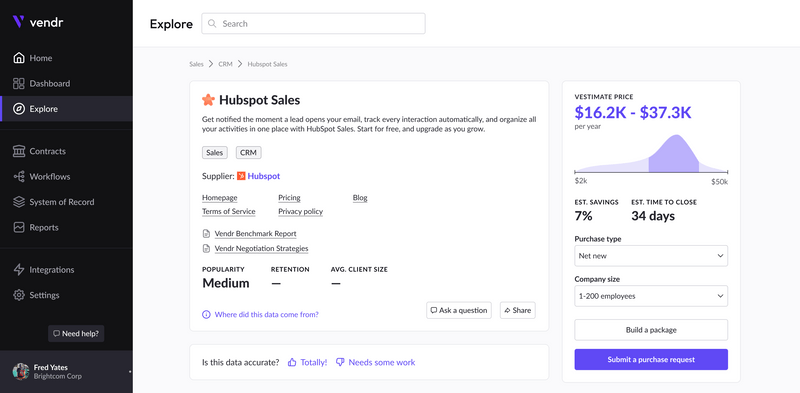 vendr
Home
Dashboard
Explore
Contracts
Workflows
System of Record
Reports
Integrations
Settings
Need help?
Fred Yates
Brightcom Corp
Explore
Search
Sales > CRM > Hubspot Sales
Hubspot Sales
Get notified the moment a lead opens your email, track every interaction automatically, and organize all
your activities in one place with HubSpot Sales. Start for free, and upgrade as you grow.
Sales CRM
Supplier: Hubspot
Homepage Pricing Blog
Terms of Service Privacy policy
Vendr Benchmark Report
Vendr Negotiation Strategies
POPULARITY RETENTION AVG. CLIENT SIZE
Medium — —
Where did this data come from?
Ask a question Share
Is this data accurate? Totally! Needs some work
VESTIMATE PRICE
$16.2K - $37.3K
per year
$2k $50k
EST. SAVINGS EST. TIME TO CLOSE
7% 34 days
Purchase type
Net new
Company size
1-200 employees
Build a package
Submit a purchase request